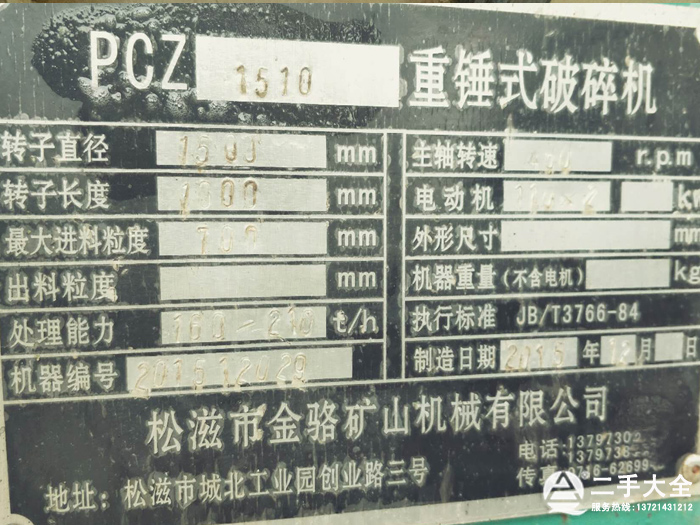 PCZ 1510 重锤式破碎机
转子直径 1500 mm 主轴转速 r.p.m
转子长度 1000 mm 电动机
最大进料粒度 700 mm 外形尺寸
出料粒度 mm 机器重量(不含电机) kg
处理能力 160-210 t/h 执行标准 JB/T3766-84
机器编号 制造日期 2015 年 12 月 日
松滋市金骆矿山机械有限公司
电话:
地址:松滋市城北工业园创业路三号 传真:
二手大全
服务热线:13721431212